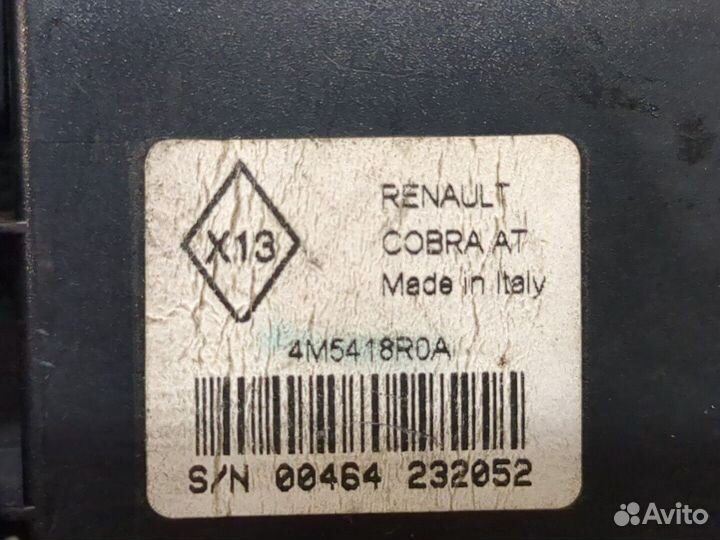 X13
RENAULT
COBRA AT
Made in Italy
4M5418R0A
S/N 00464 232052
Avito